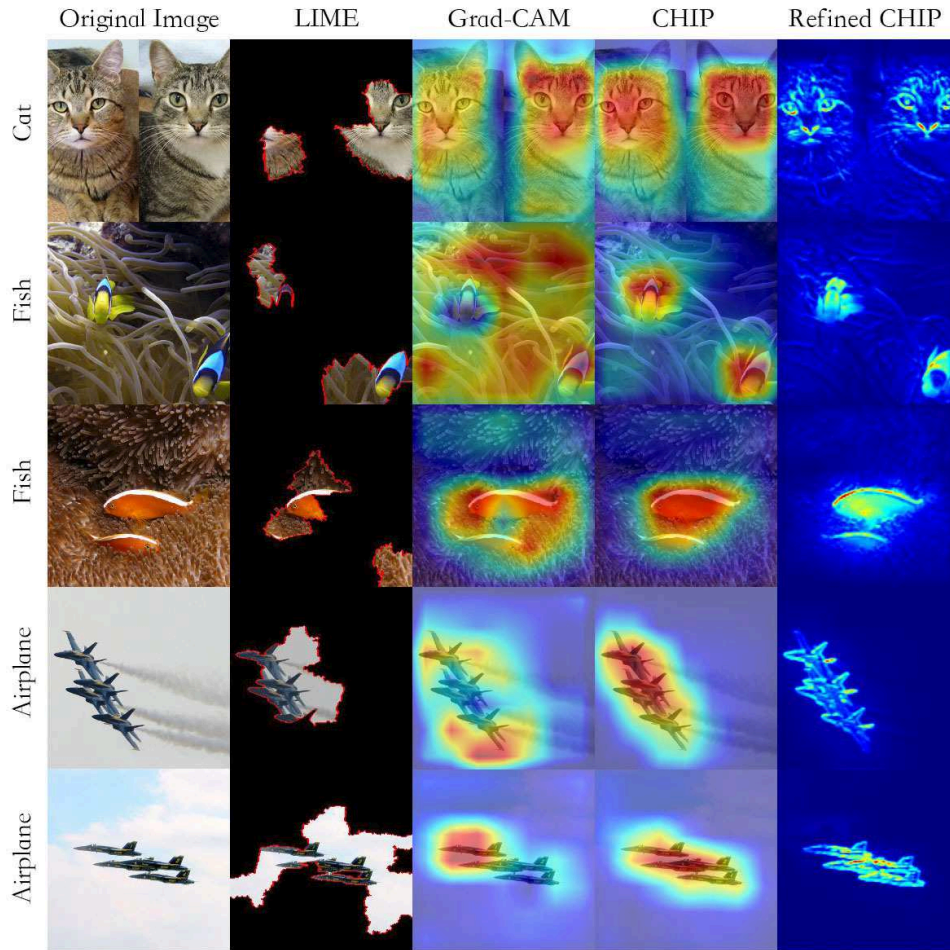 Original Image LIME Grad-CAM CHIP Refined CHIP
Cat
Fish
Fish
Airplane
Airplane